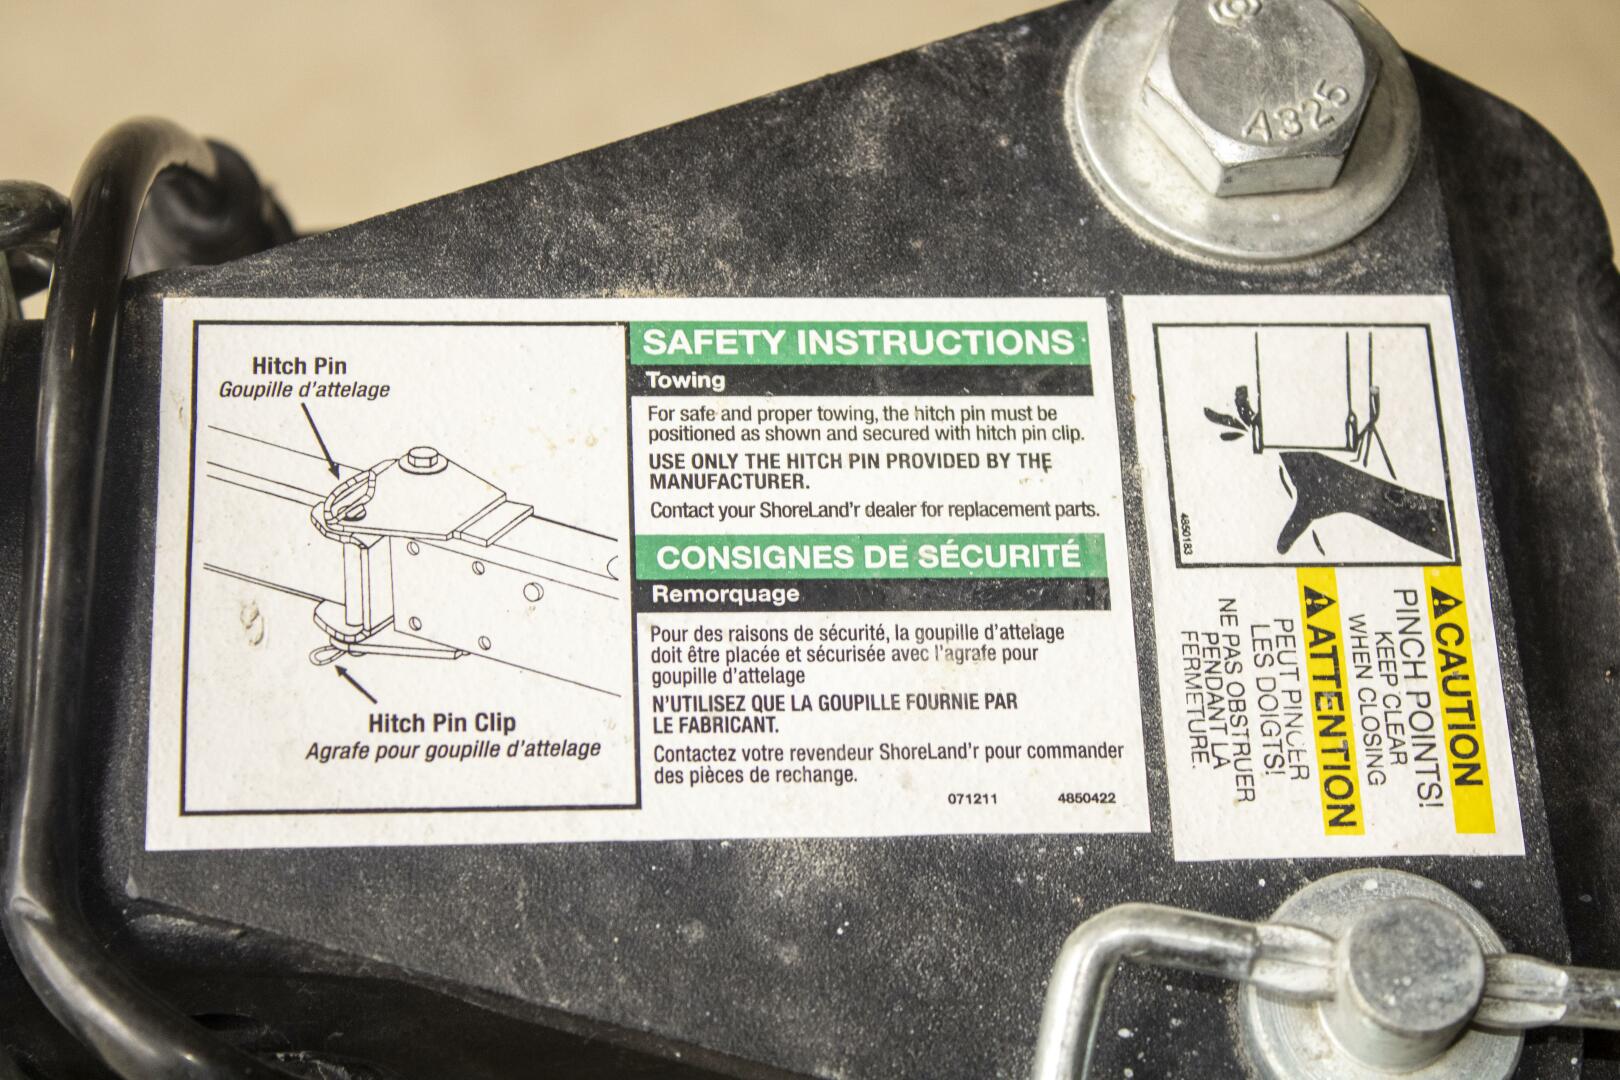 A325
Hitch Pin
Goupille d'attelage
Hitch Pin Clip
Agrafe pour goupille d'attelage
SAFETY INSTRUCTIONS
Towing
For safe and proper towing, the hitch pin must be
positioned as shown and secured with hitch pin clip.
USE ONLY THE HITCH PIN PROVIDED BY THE
MANUFACTURER.
Contact your ShoreLand'r dealer for replacement parts.
CONSIGNES DE SÉCURITÉ
Remorquage
Pour des raisons de sécurité, la goupille d'attelage
doit être placée et sécurisée avec l'agrafe pour
goupille d'attelage
N'UTILISEZ QUE LA GOUPILLE FOURNIE PAR
LE FABRICANT.
Contactez votre revendeur ShoreLand'r pour commander
des pièces de rechange.
071211 4850422
4850183
CAUTION
PINCH POINTS!
KEEP CLEAR
WHEN CLOSING
ATTENTION
PEUT PINCER
LES DOIGTS!
NE PAS OBSTRUER
PENDANT LA
FERMETURE.